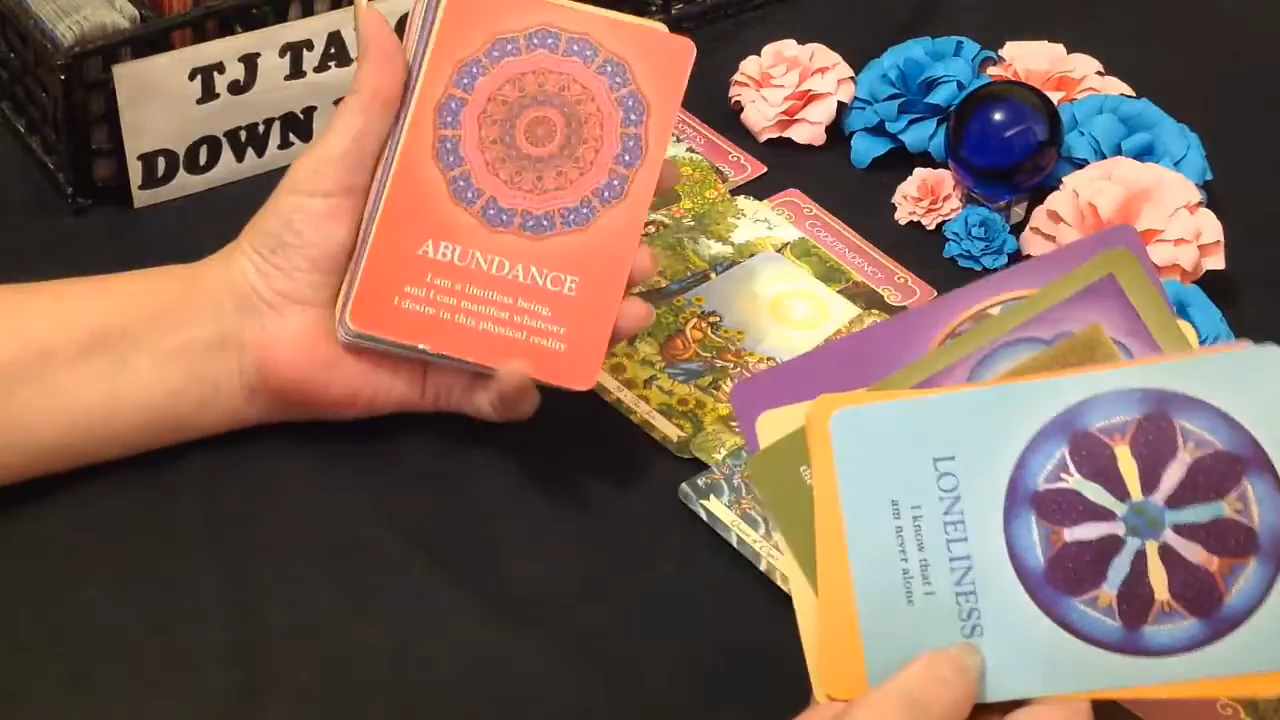 TJ TA
DOWN
ABUNDANCE
I am a limitless being,
and I can manifest whatever
I desire in this physical reality
EXPRESS
CODEPENDENCY
LONELINESS
I know that I
am never alone